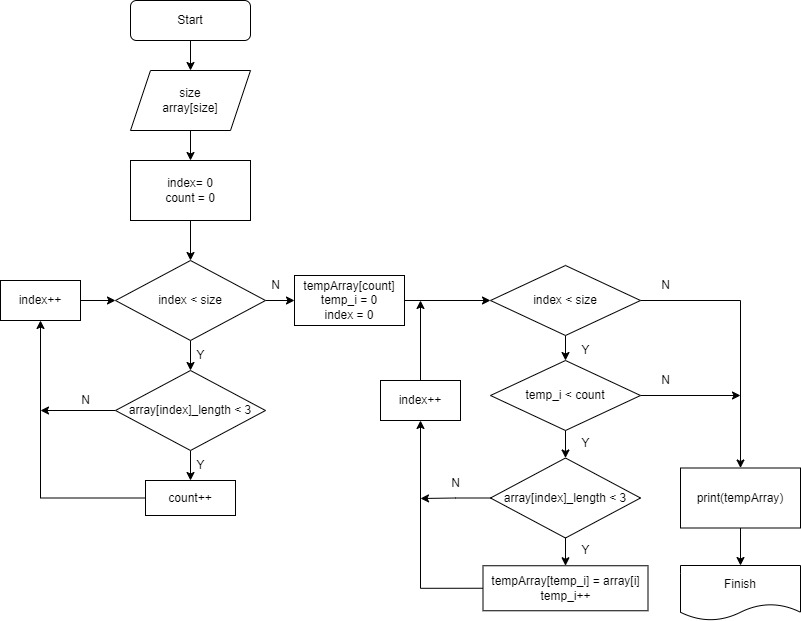 Start
size
array[size]
index= 0
count = 0
index++
index < size
N
Y
array[index]_length < 3
N
Y
count++
tempArray[count]
temp_i = 0
index = 0
index < size
N
Y
temp_i < count
N
Y
index++
array[index]_length < 3
N
Y
tempArray[temp_i] = array[i]
temp_i++
print(tempArray)
Finish